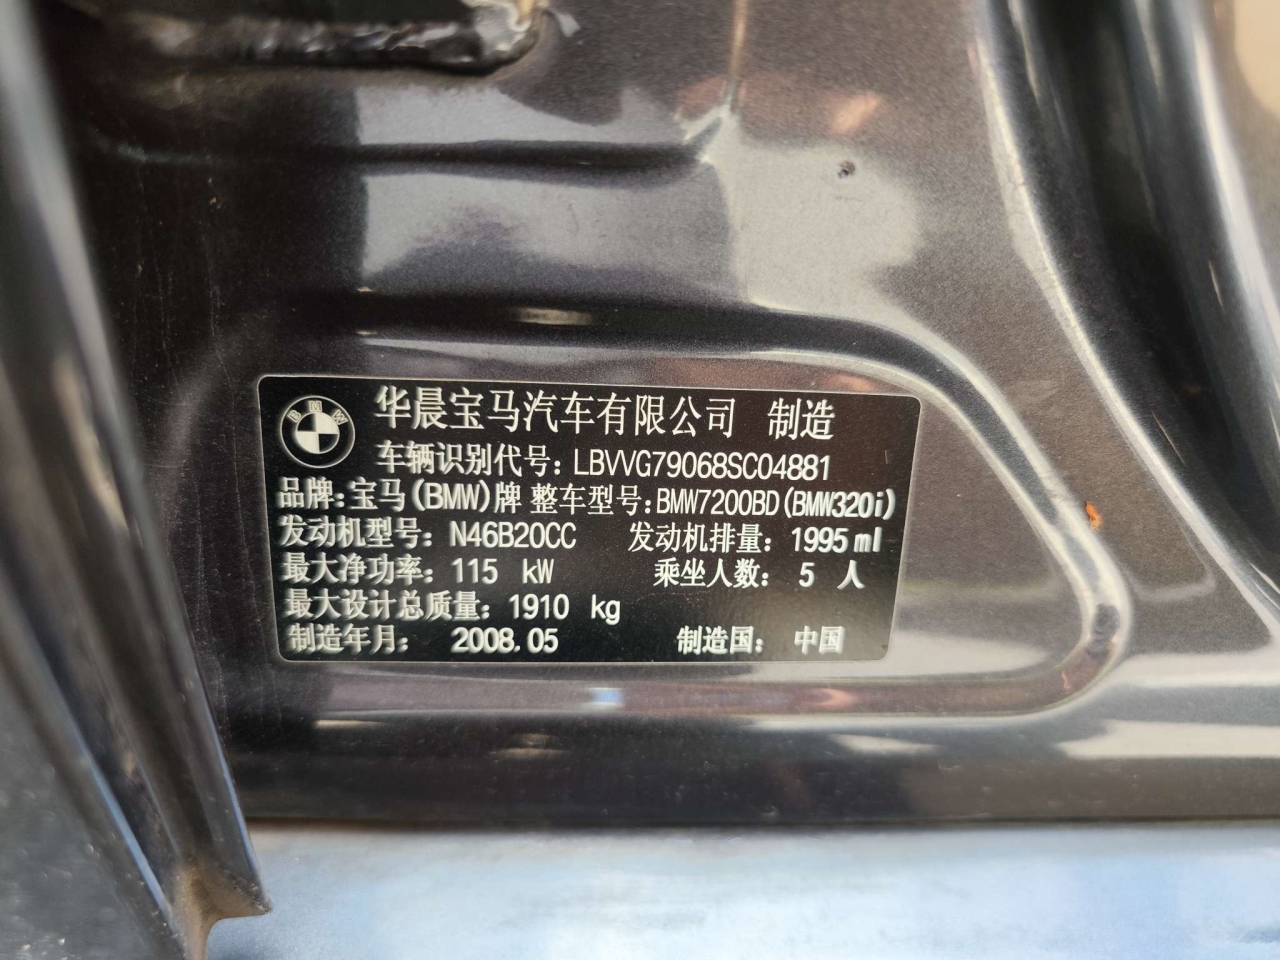 BMW
华晨宝马汽车有限公司 制造
车辆识别代号: LBVVG79068SC04881
品牌: 宝马(BMW)牌 整车型号: BMW7200BD(BMW320i)
发动机型号: N46B20CC 发动机排量: 1995ml
最大净功率: 115 kW 乘坐人数: 5 人
最大设计总质量: 1910 kg
制造年月: 2008.05 制造国: 中国